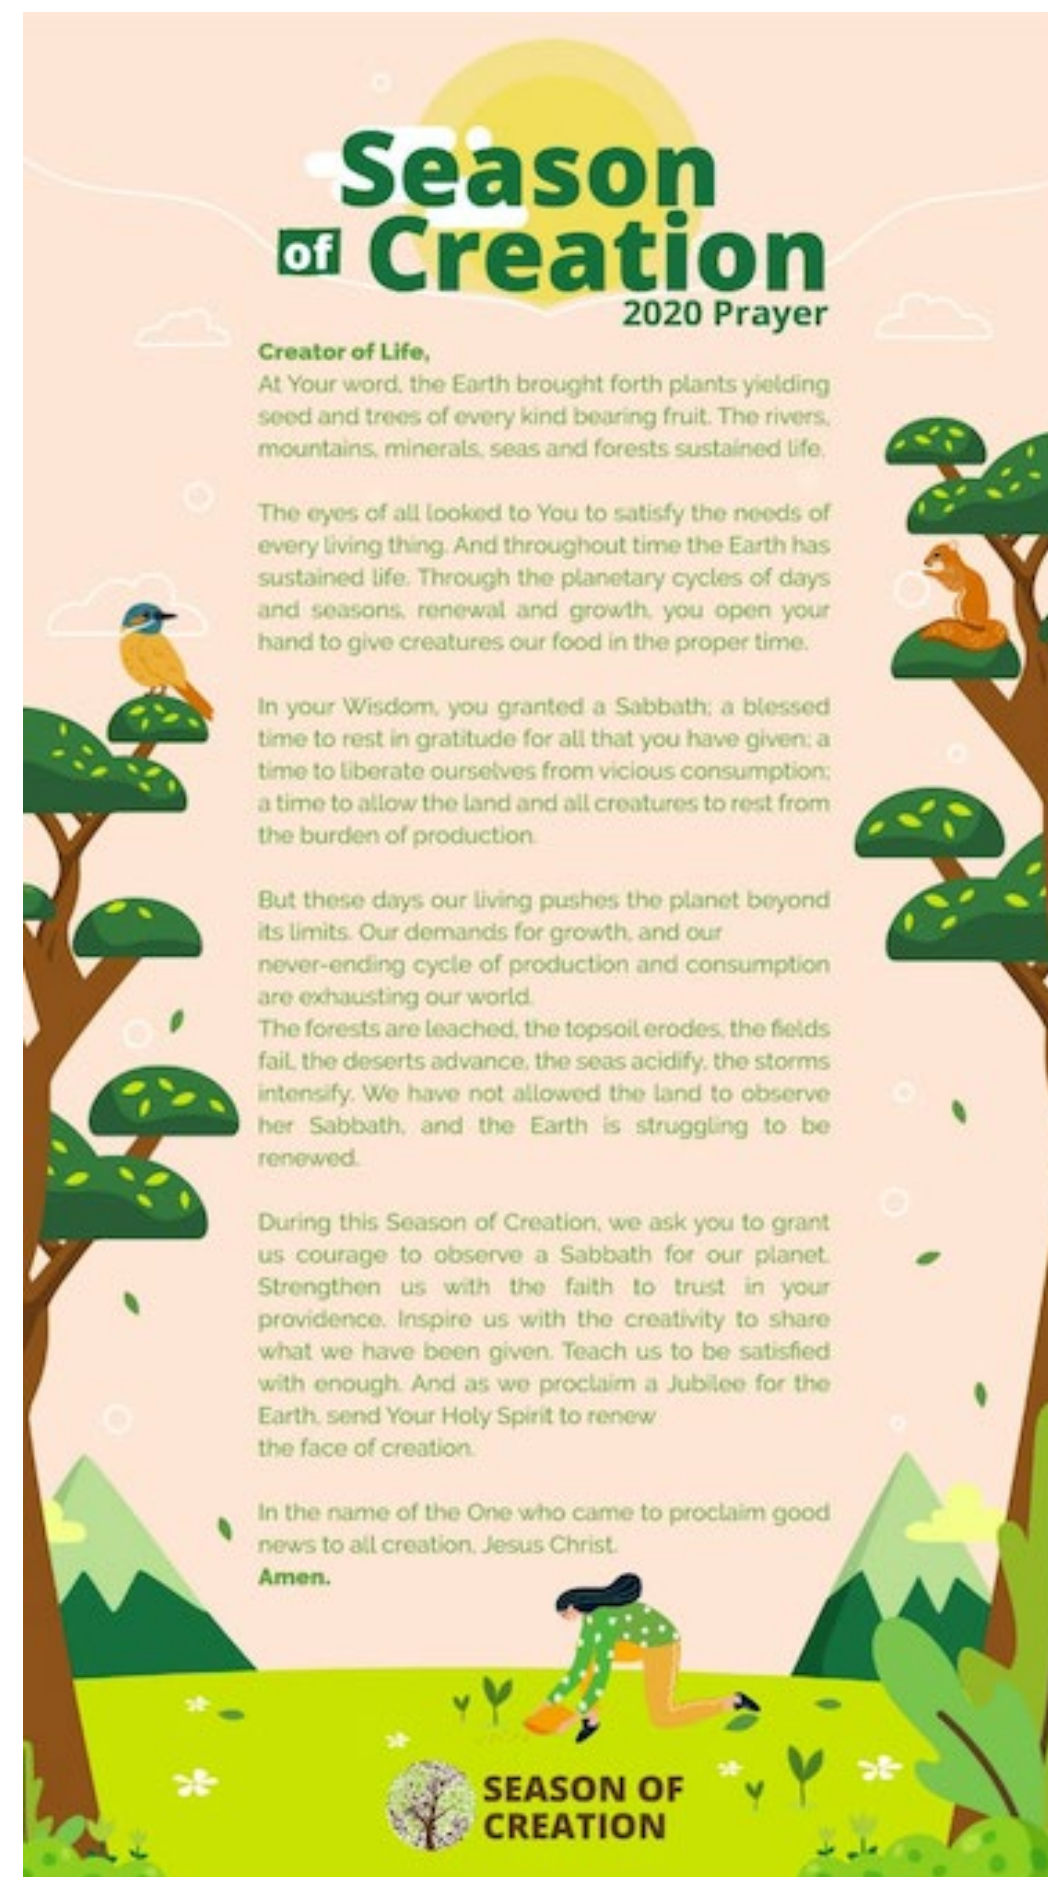 Season
of Creation
2020 Prayer
Creator of Life,
At Your word, the Earth brought forth plants yielding
seed and trees of every kind bearing fruit. The rivers,
mountains, minerals, seas and forests sustained life.
The eyes of all looked to You to satisfy the needs of
every living thing. And throughout time the Earth has
sustained life. Through the planetary cycles of days
and seasons, renewal and growth, you open your
hand to give creatures our food in the proper time.
In your Wisdom, you granted a Sabbath; a blessed
time to rest in gratitude for all that you have given; a
time to liberate ourselves from vicious consumption;
a time to allow the land and all creatures to rest from
the burden of production.
But these days our living pushes the planet beyond
its limits. Our demands for growth, and our
never-ending cycle of production and consumption
are exhausting our world.
The forests are leached, the topsoil erodes, the fields
fail, the deserts advance, the seas acidify, the storms
intensify. We have not allowed the land to observe
her Sabbath, and the Earth is struggling to be
renewed.
During this Season of Creation, we ask you to grant
us courage to observe a Sabbath for our planet.
Strengthen us with the faith to trust in your
providence. Inspire us with the creativity to share
what we have been given. Teach us to be satisfied
with enough. And as we proclaim a Jubilee for the
Earth, send Your Holy Spirit to renew
the face of creation.
In the name of the One who came to proclaim good
news to all creation, Jesus Christ.
Amen.
SEASON OF
CREATION